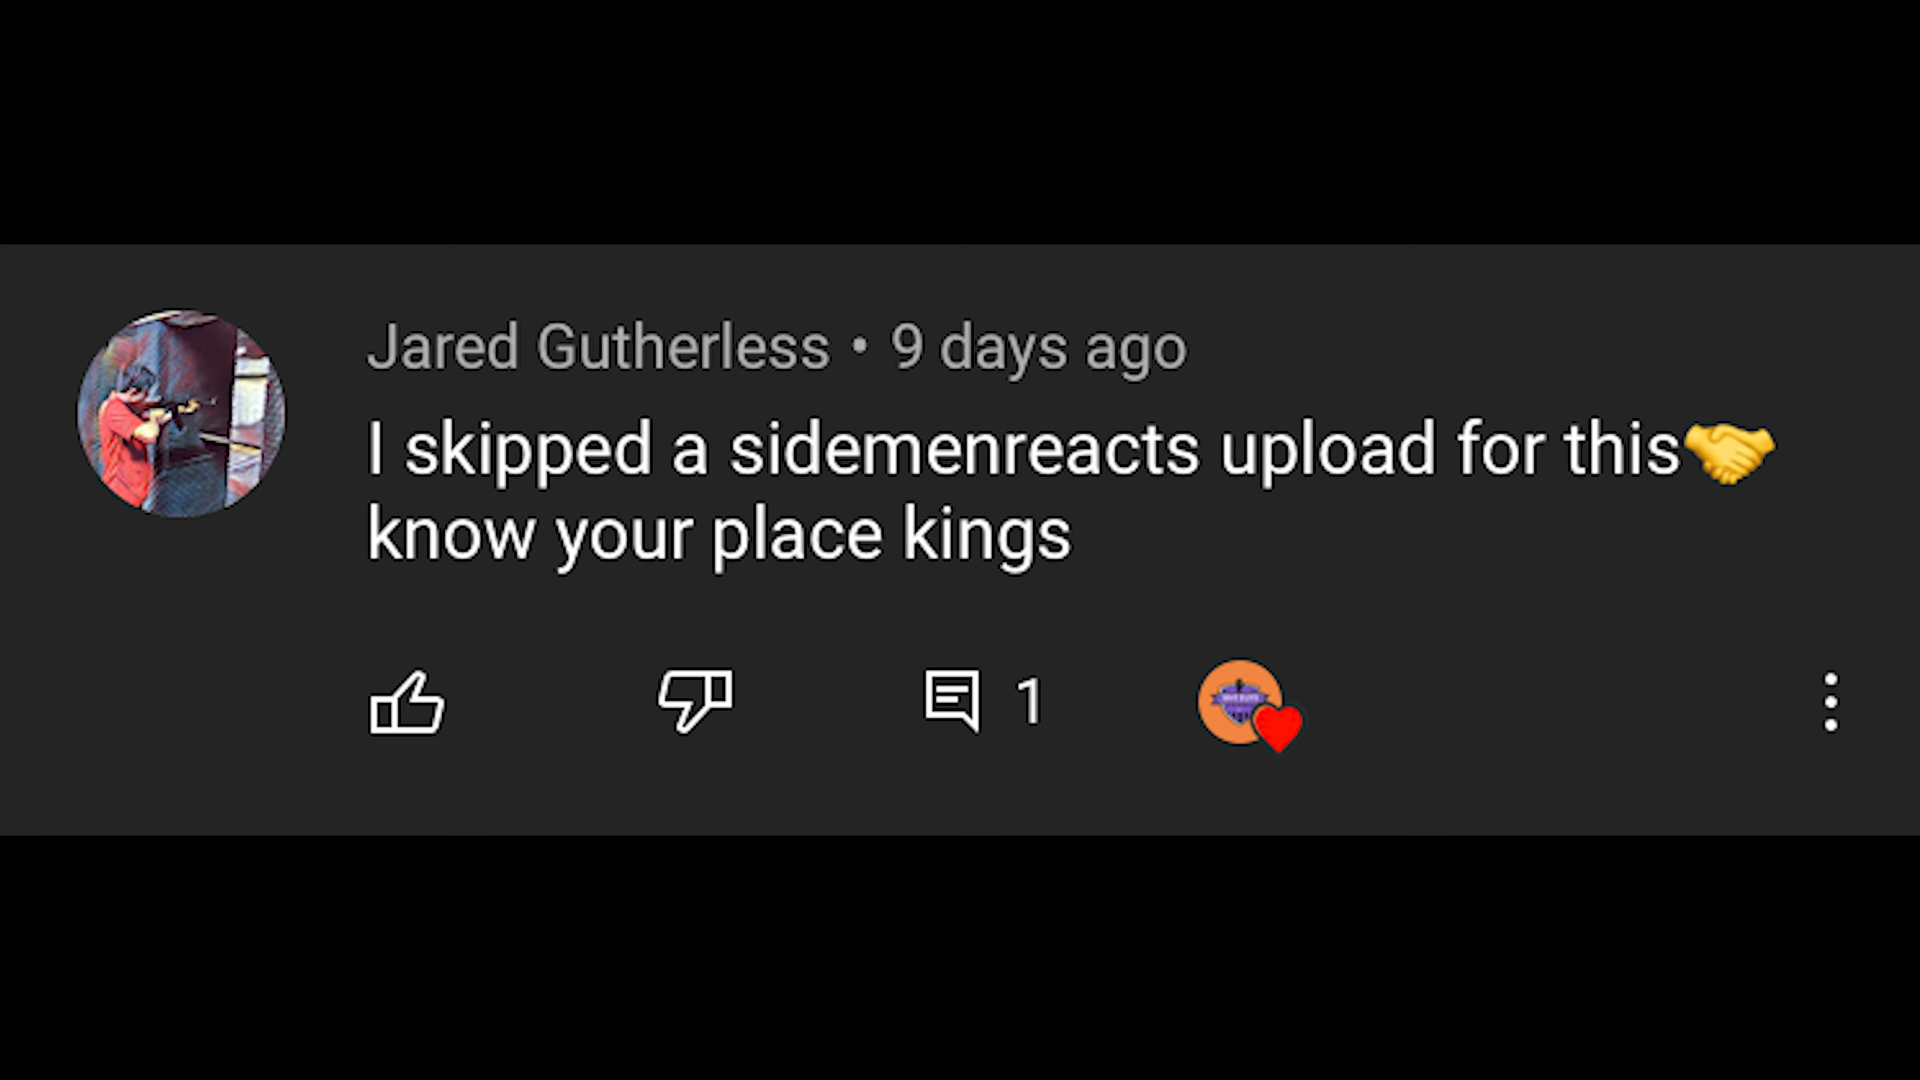 Jared Gutherless • 9 days ago
I skipped a sidemenreacts upload for this🤝
know your place kings
1